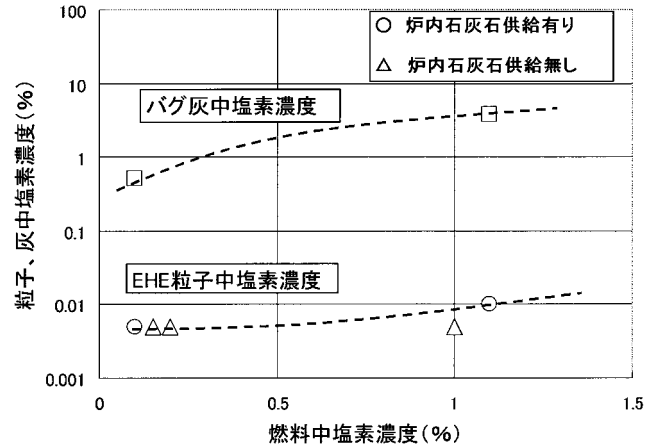 100
○ 炉内石灰石供給有り
△ 炉内石灰石供給無し
10
バグ灰中塩素濃度
1
粒子、灰中塩素濃度(%)
0.1
EHE粒子中塩素濃度
0.01
0.001
0 0.5 1 1.5
燃料中塩素濃度(%)